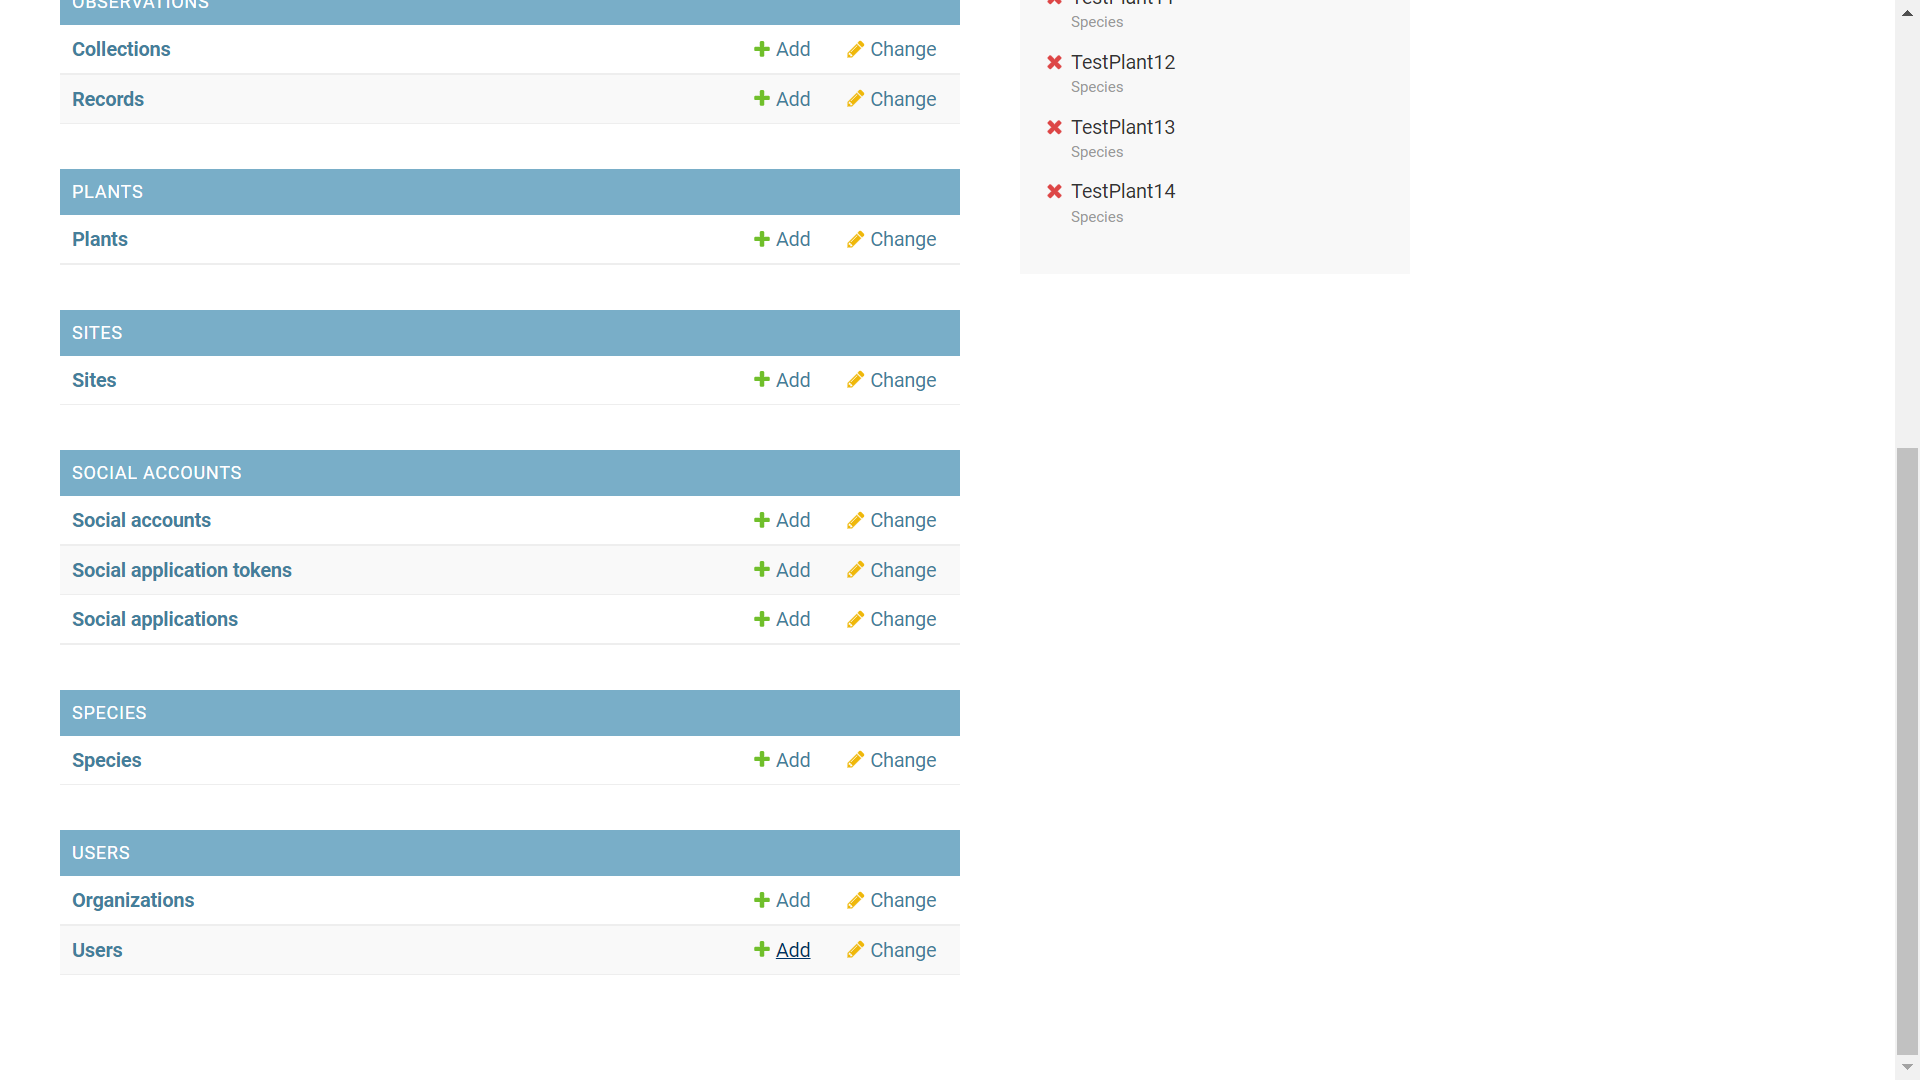 OBSERVATIONS
Collections Add Change
Records Add Change
PLANTS
Plants Add Change
SITES
Sites Add Change
SOCIAL ACCOUNTS
Social accounts Add Change
Social application tokens Add Change
Social applications Add Change
SPECIES
Species Add Change
USERS
Organizations Add Change
Users Add Change
TestPlant11
Species
TestPlant12
Species
TestPlant13
Species
TestPlant14
Species